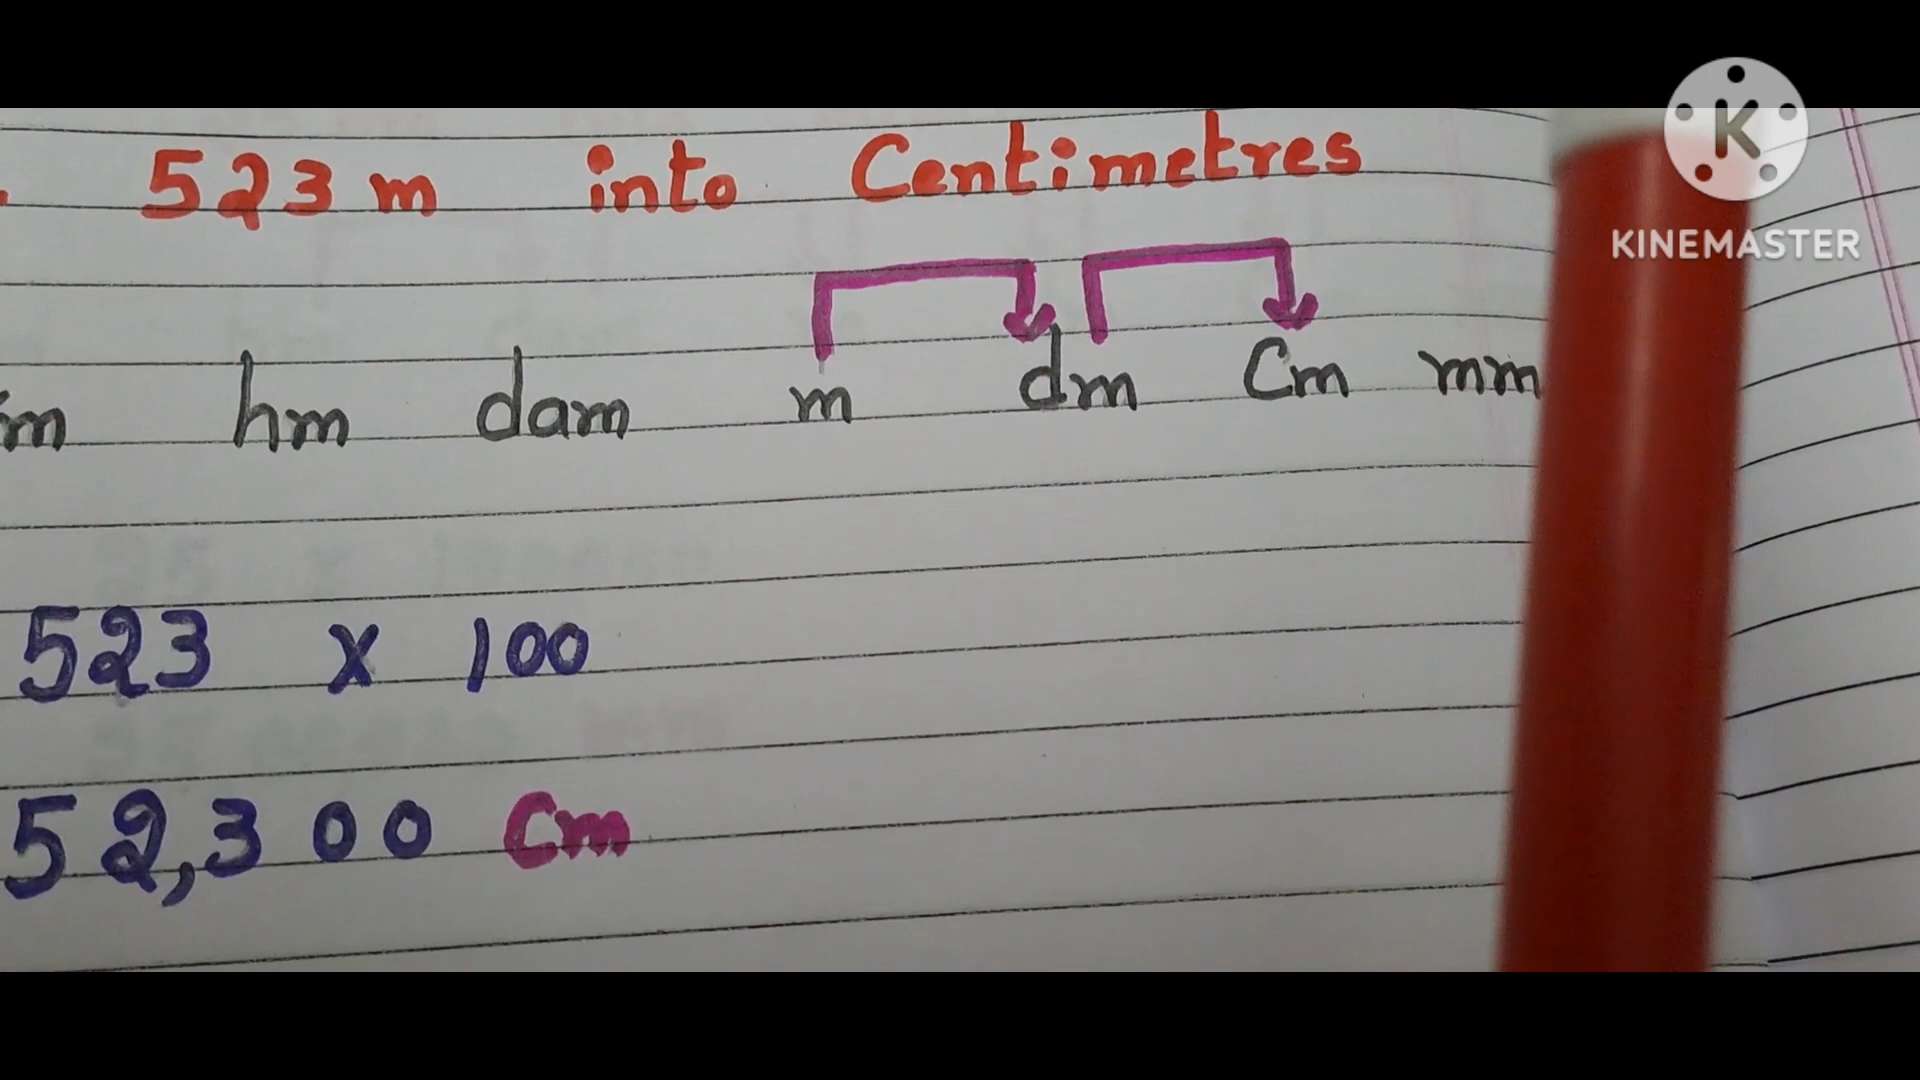 523 m into Centimetres
m hm dam m dm Cm mm
523 x 100
52,300 Cm
K
KINEMASTER